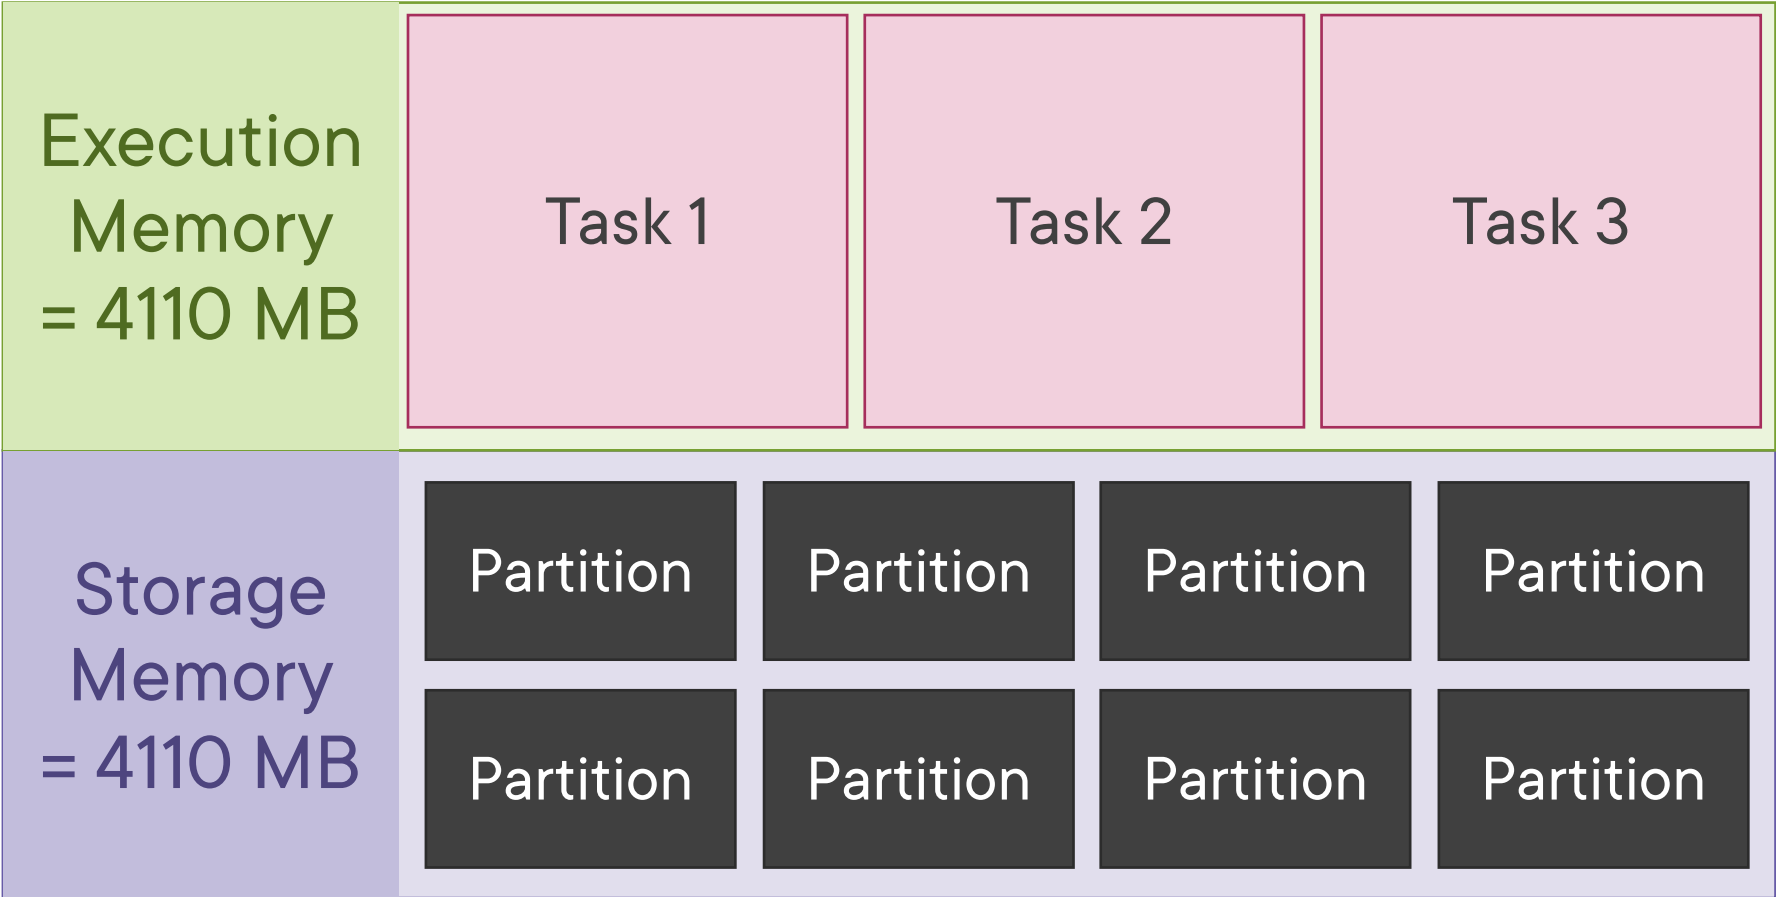 Execution
Memory
= 4110 MB
Task 1
Task 2
Task 3
Storage
Memory
= 4110 MB
Partition
Partition
Partition
Partition
Partition
Partition
Partition
Partition